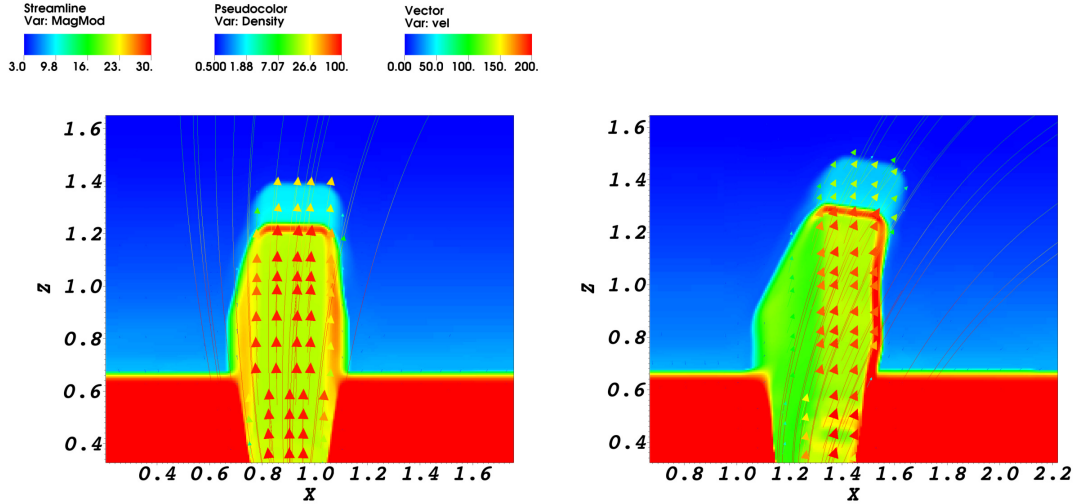 Streamline
Var: MagMod
3.0 9.8 16. 23. 30.
Pseudocolor
Var: Density
0.500 1.88 7.07 26.6 100.
Vector
Var: vel
0.00 50.0 100. 150. 200.
1.6
1.4
1.2
1.0
0.8
0.6
0.4
Z
0.4 0.6 0.8 1.0 1.2 1.4 1.6
X
1.6
1.4
1.2
1.0
0.8
0.6
0.4
Z
0.8 1.0 1.2 1.4 1.6 1.8 2.0 2.2
X